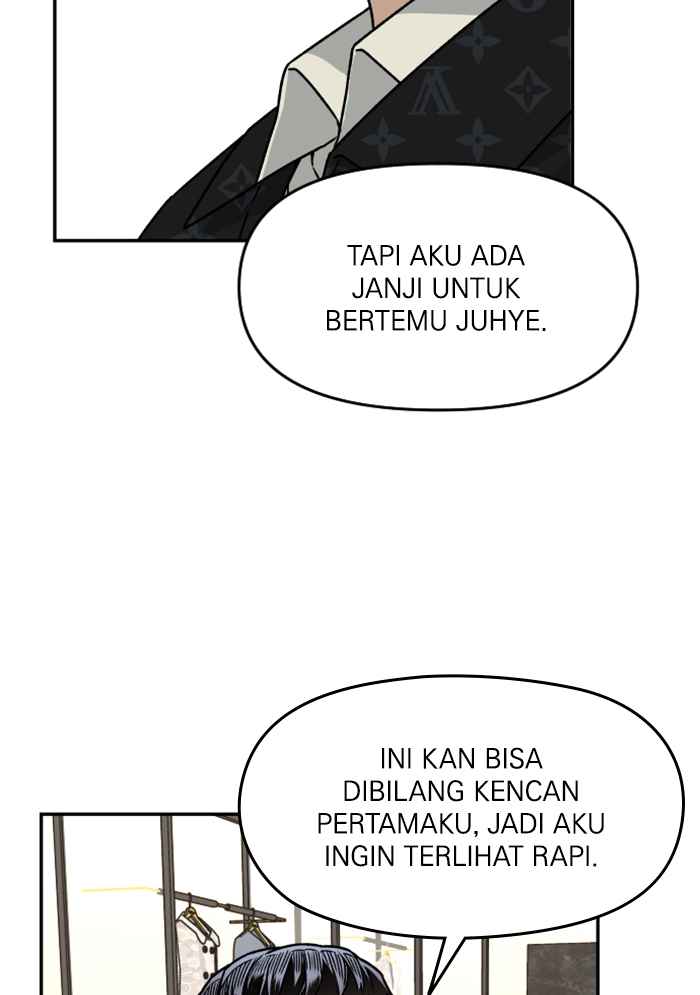 TAPI AKU ADA
JANJI UNTUK
BERTEMU JUHYE.
INI KAN BISA
DIBILANG KENCAN
PERTAMAKU, JADI AKU
INGIN TERLIHAT RAPI.